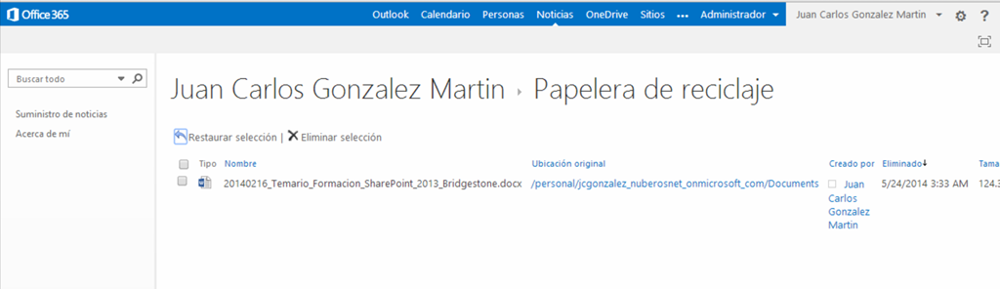 Office 365 Outlook Calendario Personas Noticias OneDrive Sitios ••• Administrador Juan Carlos Gonzalez Martin ?
Buscar todo
Juan Carlos Gonzalez Martin › Papelera de reciclaje
Suministro de noticias
Acerca de mí
Restaurar selección | Eliminar selección
Tipo Nombre Ubicación original Creado por Eliminado Tama
20140216_Temario_Formacion_SharePoint_2013_Bridgestone.docx /personal/jcgonzalez_nuberosnet_onmicrosoft_com/Documents Juan 5/24/2014 3:33 AM 124.3
Carlos
Gonzalez
Martin